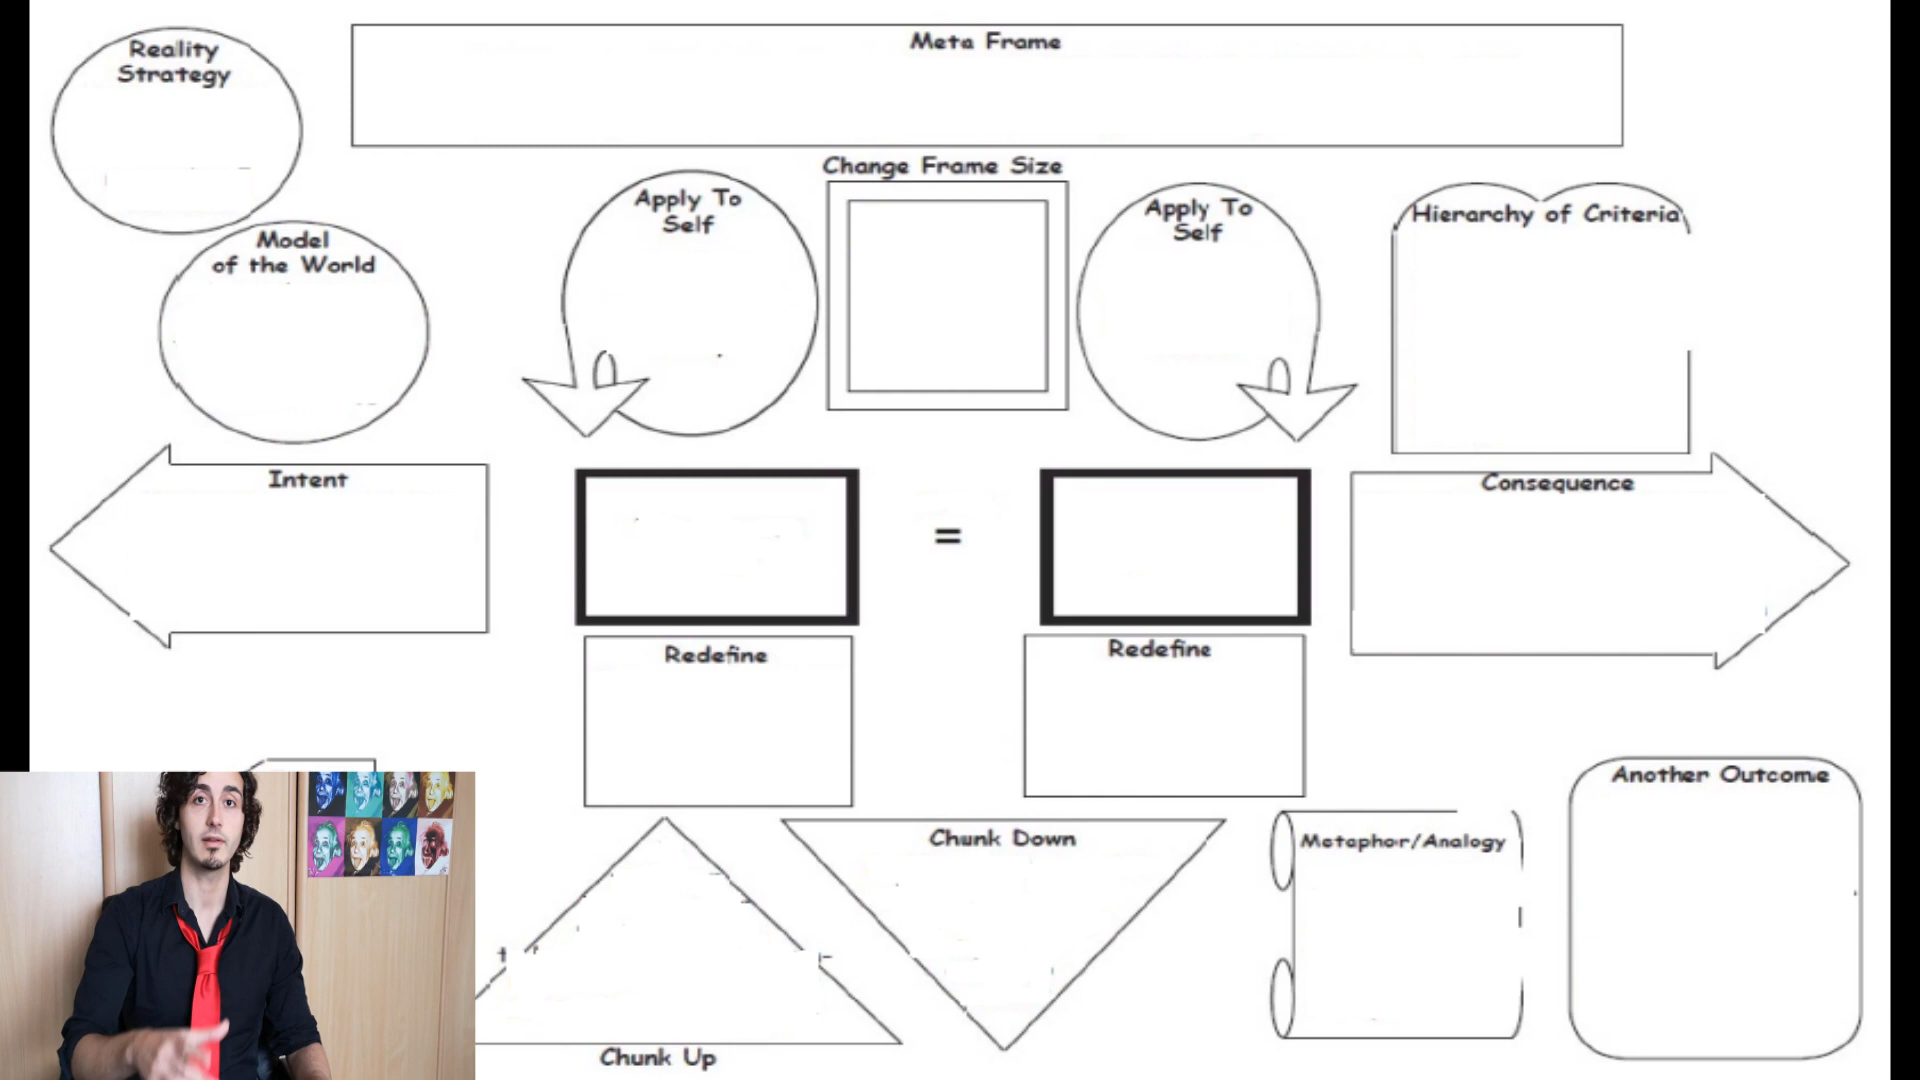 Reality
Strategy
Meta Frame
Change Frame Size
Apply To
Self
Apply To
Self
Hierarchy of Criteria
Model
of the World
Intent
=
Consequence
Redefine
Redefine
Another Outcome
Chunk Down
Metaphor/Analogy
Chunk Up